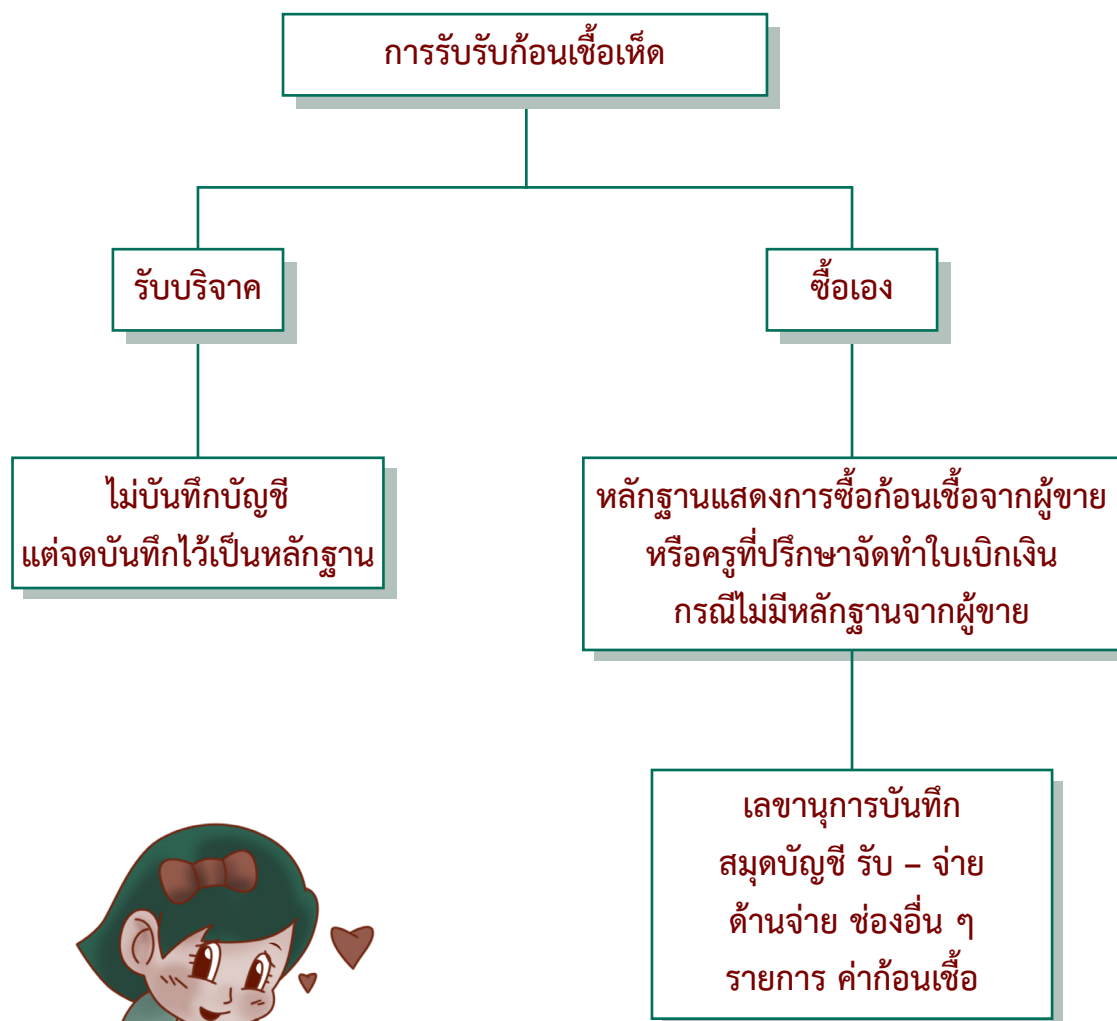 การรับรับก้อนเชื้อเห็ด
รับบริจาค
ซื้อเอง
ไม่บันทึกบัญชี
แต่จดบันทึกไว้เป็นหลักฐาน
หลักฐานแสดงการซื้อก้อนเชื้อจากผู้ขาย
หรือครูที่ปรึกษาจัดทำใบเบิกเงิน
กรณีไม่มีหลักฐานจากผู้ขาย
เลขานุการบันทึก
สมุดบัญชี รับ – จ่าย
ด้านจ่าย ช่องอื่น ๆ
รายการ ค่าก้อนเชื้อ